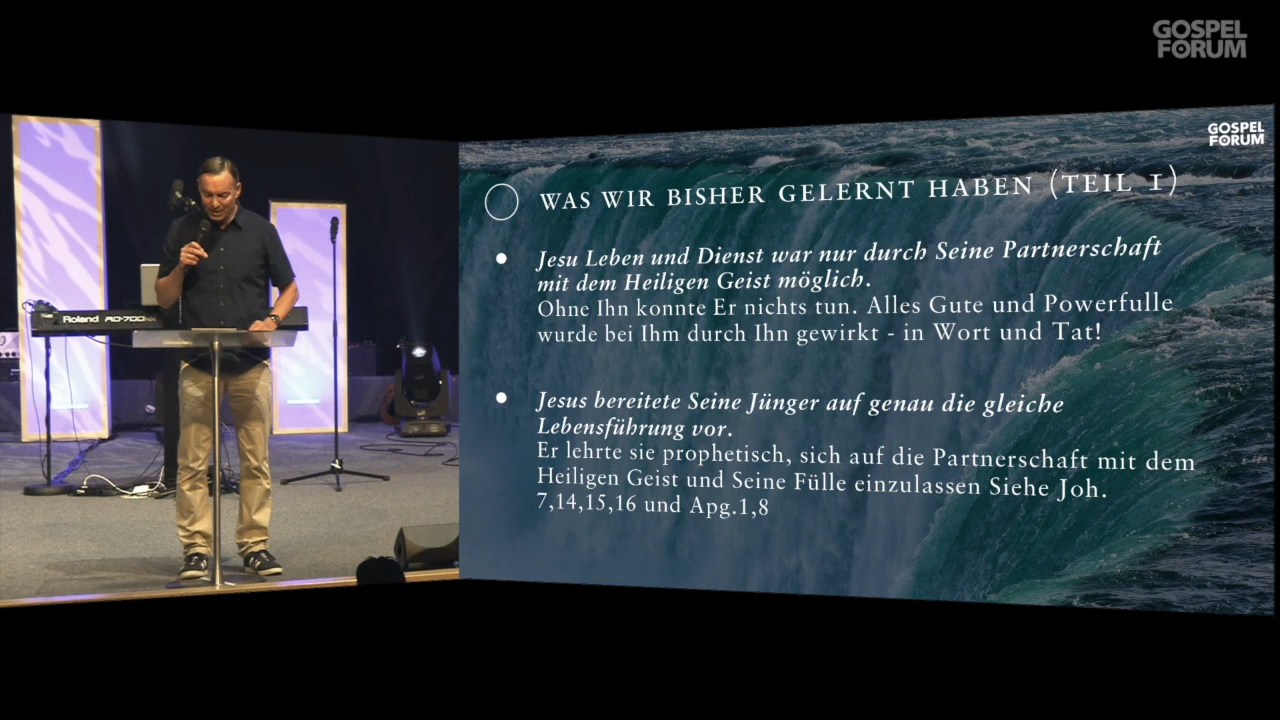 GOSPEL
FORUM
GOSPEL
FORUM
WAS WIR BISHER GELERNT HABEN (TEIL 1)
Jesu Leben und Dienst war nur durch Seine Partnerschaft
mit dem Heiligen Geist möglich.
Ohne Ihn konnte Er nichts tun. Alles Gute und Powerfulle
wurde bei Ihm durch Ihn gewirkt - in Wort und Tat!
Jesus bereitete Seine Jünger auf genau die gleiche
Lebensführung vor.
Er lehrte sie prophetisch, sich auf die Partnerschaft mit dem
Heiligen Geist und Seine Fülle einzulassen Siehe Joh.
7,14,15,16 und Apg.1,8
Roland RD-700NX